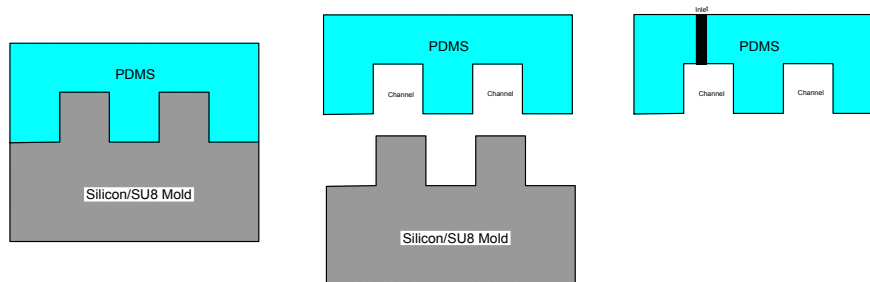 PDMS
Silicon/SU8 Mold
PDMS
Channel Channel
Silicon/SU8 Mold
Inlet
PDMS
Channel Channel